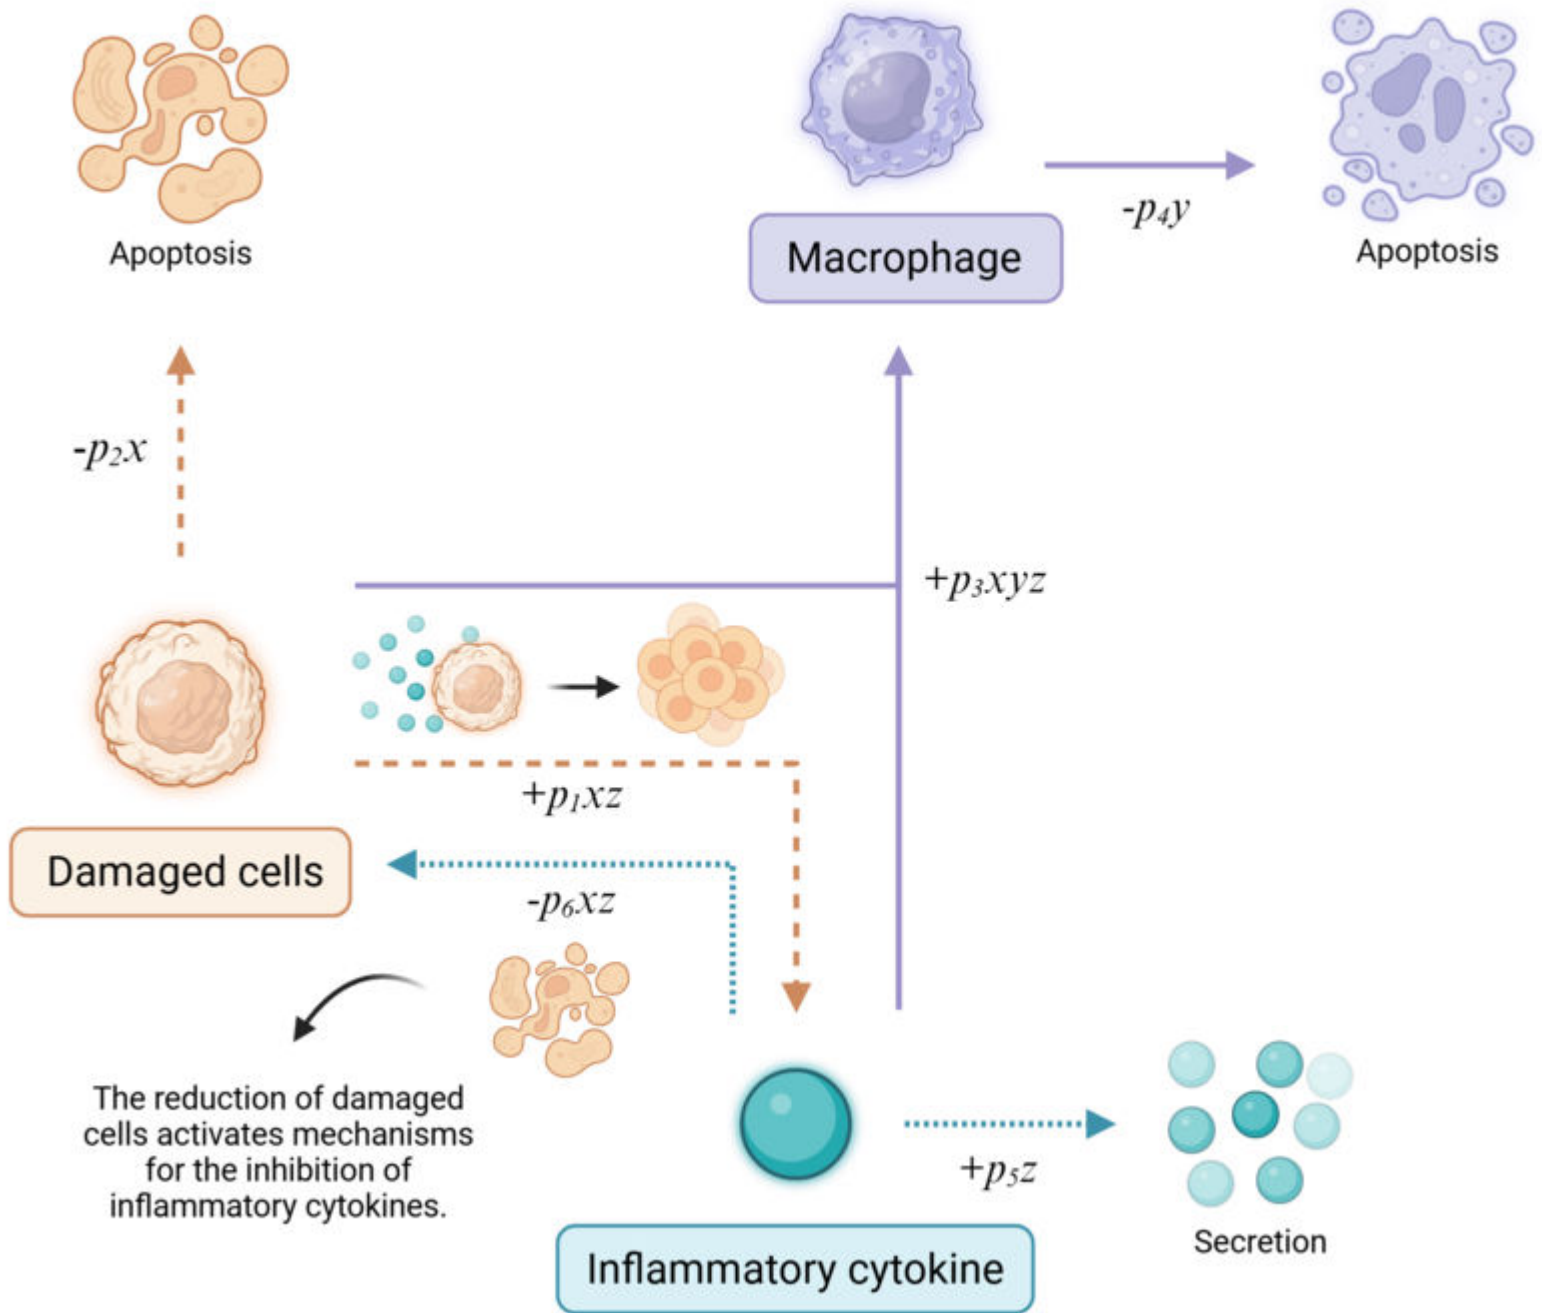 Apoptosis
Macrophage
-p₄y
Apoptosis
-p₂x
+p₃xyz
+p₁xz
Damaged cells
-p₆xz
The reduction of damaged
cells activates mechanisms
for the inhibition of
inflammatory cytokines.
+p₅z
Secretion
Inflammatory cytokine